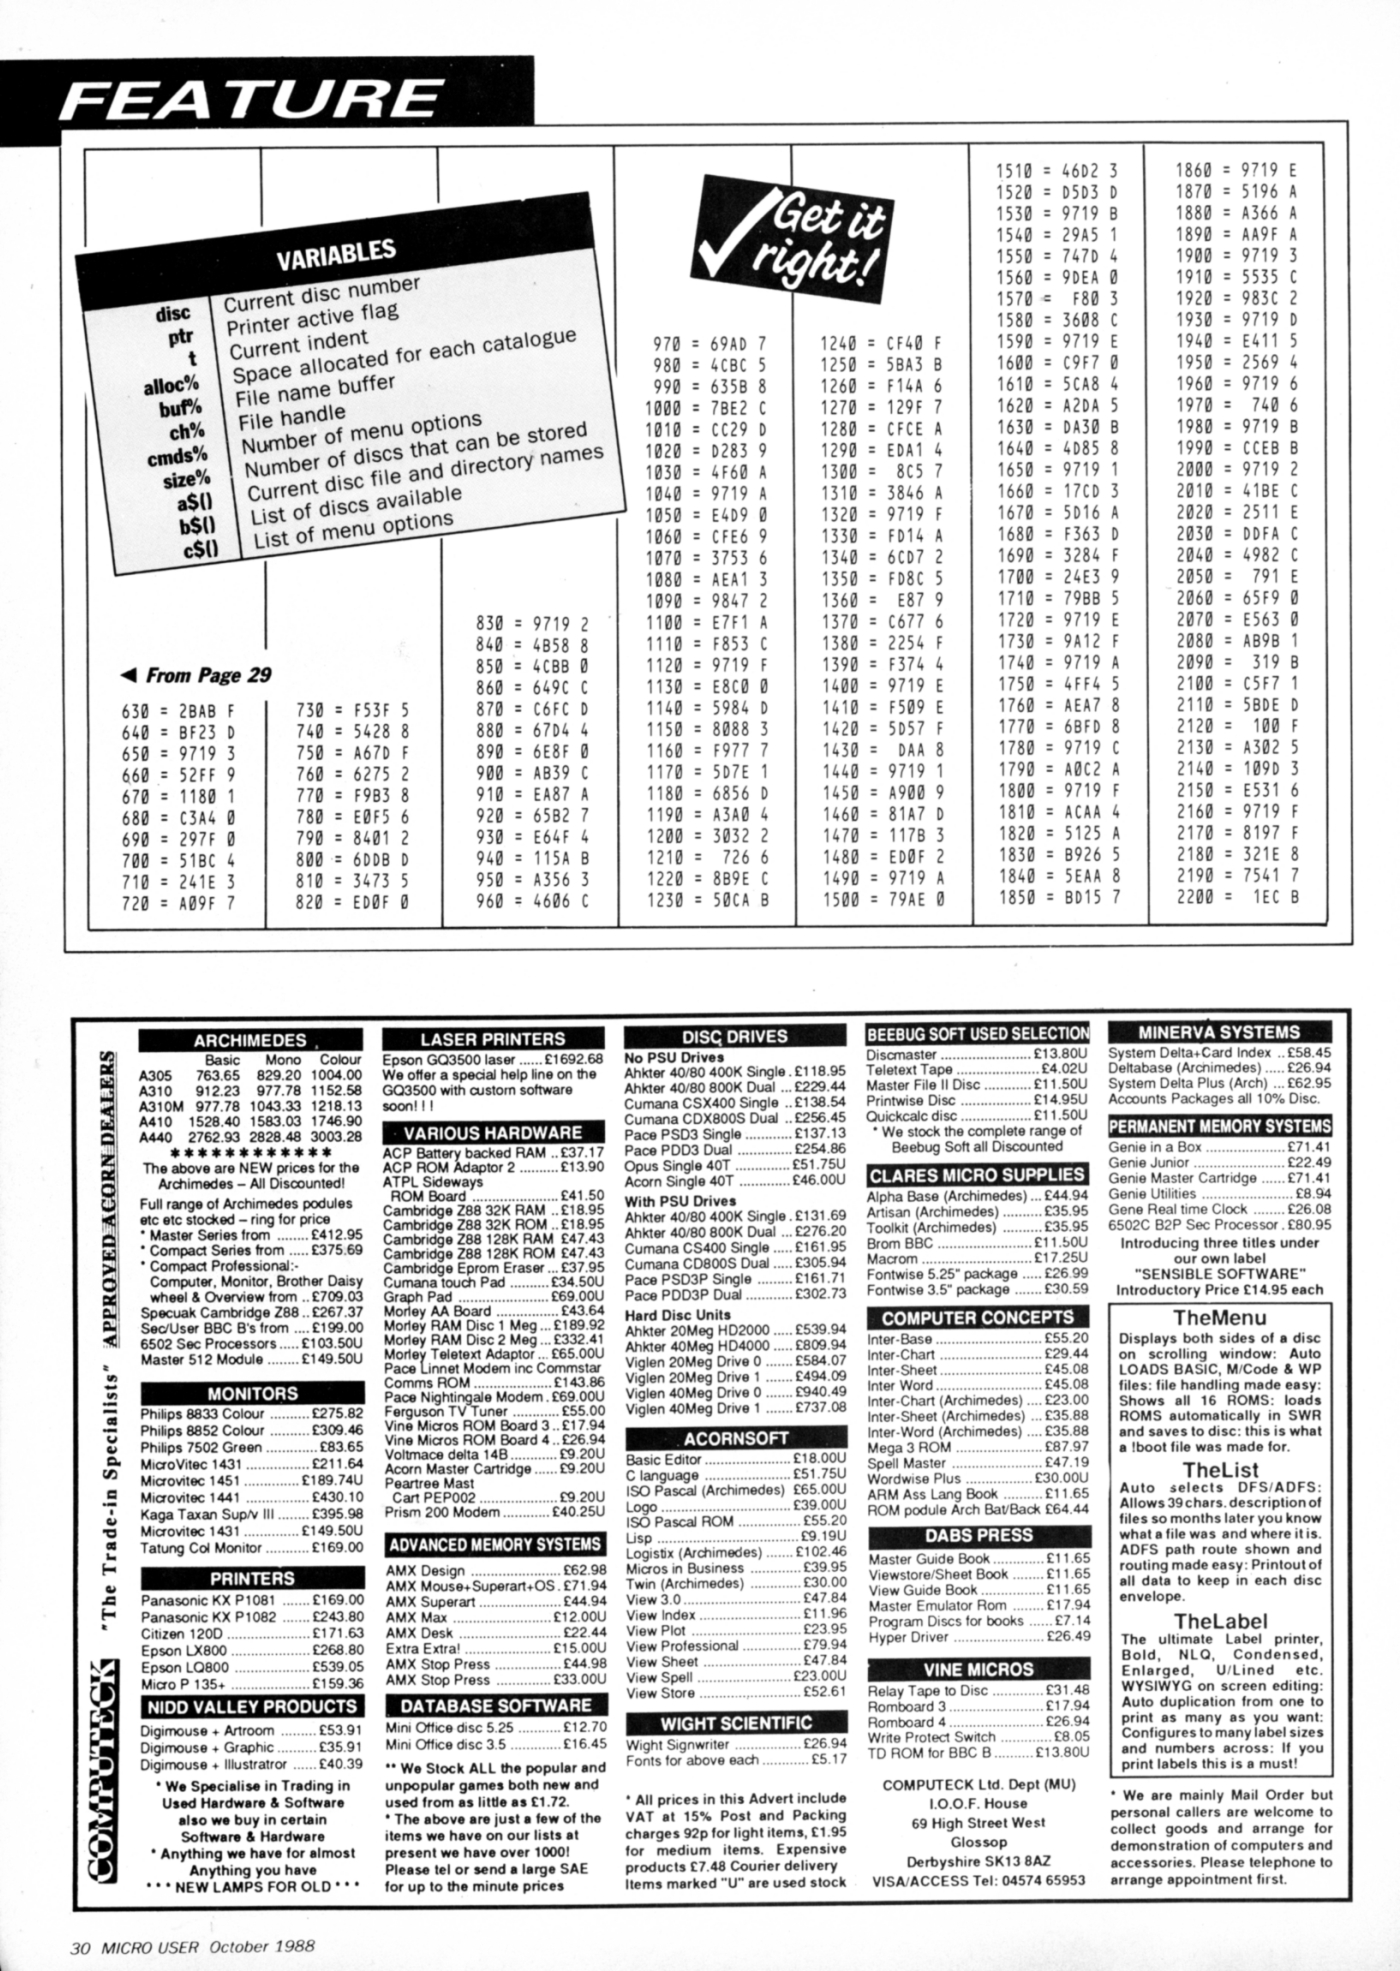 FEATURE
VARIABLES
disc Current disc number
ptr Printer active flag
t Current indent
alloc% Space allocated for each catalogue
buf% File name buffer
ch% File handle
cmds% Number of menu options
size% Number of discs that can be stored
a$() Current disc file and directory names
b$() List of discs available
c$() List of menu options
Get it
right!
◄ From Page 29
630 = 2BAB F
640 = BF23 D
650 = 9719 3
660 = 52FF 9
670 = 1180 1
680 = C3A4 0
690 = 297F 0
700 = 51BC 4
710 = 241E 3
720 = A09F 7
730 = F53F 5
740 = 5428 8
750 = A67D F
760 = 6275 2
770 = F9B3 8
780 = E0F5 6
790 = 8401 2
800 = 6DDB D
810 = 3473 5
820 = ED0F 0
830 = 9719 2
840 = 4B58 8
850 = 4CBB 0
860 = 649C C
870 = C6FC D
880 = 67D4 4
890 = 6E8F 0
900 = AB39 C
910 = EA87 A
920 = 65B2 7
930 = E64F 4
940 = 115A B
950 = A356 3
960 = 4606 C
970 = 69AD 7
980 = 4CBC 5
990 = 635B 8
1000 = 7BE2 C
1010 = CC29 D
1020 = D283 9
1030 = 4F60 A
1040 = 9719 A
1050 = E4D9 0
1060 = CFE6 9
1070 = 3753 6
1080 = AEA1 3
1090 = 9847 2
1100 = E7F1 A
1110 = F853 C
1120 = 9719 F
1130 = E8C0 0
1140 = 5984 D
1150 = 8088 3
1160 = F977 7
1170 = 5D7E 1
1180 = 6856 D
1190 = A3A0 4
1200 = 3032 2
1210 = 726 6
1220 = 8B9E C
1230 = 50CA B
1240 = CF40 F
1250 = 5BA3 B
1260 = F14A 6
1270 = 129F 7
1280 = CFCE A
1290 = EDA1 4
1300 = 8C5 7
1310 = 3846 A
1320 = 9719 F
1330 = FD14 A
1340 = 6CD7 2
1350 = FD8C 5
1360 = E87 9
1370 = C677 6
1380 = 2254 F
1390 = F374 4
1400 = 9719 E
1410 = F509 E
1420 = 5D57 F
1430 = DAA 8
1440 = 9719 1
1450 = A900 9
1460 = 81A7 D
1470 = 117B 3
1480 = ED0F 2
1490 = 9719 A
1500 = 79AE 0
1510 = 46D2 3
1520 = D5D3 D
1530 = 9719 B
1540 = 29A5 1
1550 = 747D 4
1560 = 9DEA 0
1570 = F80 3
1580 = 3608 C
1590 = 9719 E
1600 = C9F7 0
1610 = 5CA8 4
1620 = A2DA 5
1630 = DA30 B
1640 = 4D85 8
1650 = 9719 1
1660 = 17CD 3
1670 = 5D16 A
1680 = F363 D
1690 = 3284 F
1700 = 24E3 9
1710 = 79BB 5
1720 = 9719 E
1730 = 9A12 F
1740 = 9719 A
1750 = 4FF4 5
1760 = AEA7 8
1770 = 6BFD 8
1780 = 9719 C
1790 = A0C2 A
1800 = 9719 F
1810 = ACAA 4
1820 = 5125 A
1830 = B926 5
1840 = 5EAA 8
1850 = BD15 7
1860 = 9719 E
1870 = 5196 A
1880 = A366 A
1890 = AA9F A
1900 = 9719 3
1910 = 5535 C
1920 = 983C 2
1930 = 9719 D
1940 = E411 5
1950 = 2569 4
1960 = 9719 6
1970 = 740 6
1980 = 9719 B
1990 = CCEB B
2000 = 9719 2
2010 = 41BE C
2020 = 2511 E
2030 = DDFA C
2040 = 4982 C
2050 = 791 E
2060 = 65F9 0
2070 = E563 0
2080 = AB9B 1
2090 = 319 B
2100 = C5F7 1
2110 = 5BDE D
2120 = 100 F
2130 = A302 5
2140 = 109D 3
2150 = E531 6
2160 = 9719 F
2170 = 8197 F
2180 = 321E 8
2190 = 7541 7
2200 = 1EC B
COMPUTECK "The Trade-in Specialists" APPROVED ACORN DEALERS
ARCHIMEDES
Basic Mono Colour
A305 763.65 829.20 1004.00
A310 912.23 977.78 1152.58
A310M 977.78 1043.33 1218.13
A410 1528.40 1583.03 1746.90
A440 2762.93 2828.48 3003.28
************
The above are NEW prices for the
Archimedes – All Discounted!
Full range of Archimedes podules
etc etc stocked – ring for price
* Master Series from ........£412.95
* Compact Series from .....£375.69
* Compact Professional:-
Computer, Monitor, Brother Daisy
wheel & Overview from ..£709.03
Specuak Cambridge Z88 ..£267.37
Sec/User BBC B's from ....£199.00
6502 Sec Processors .....£103.50U
Master 512 Module ........£149.50U
MONITORS
Philips 8833 Colour ..........£275.82
Philips 8852 Colour ..........£309.46
Philips 7502 Green ............£83.65
MicroVitec 1431 ................£211.64
Microvitec 1451 ...............£189.74U
Microvitec 1441 ................£430.10
Kaga Taxan Sup/v III ........£395.98
Microvitec 1431 ..............£149.50U
Tatung Col Monitor ...........£169.00
PRINTERS
Panasonic KX P1081 ......£169.00
Panasonic KX P1082 ......£243.80
Citizen 120D ....................£171.63
Epson LX800 ...................£268.80
Epson LQ800 ..................£539.05
Micro P 135+ ...................£159.36
NIDD VALLEY PRODUCTS
Digimouse + Artroom ........£53.91
Digimouse + Graphic .........£35.91
Digimouse + Illustratror ......£40.39
* We Specialise in Trading in
Used Hardware & Software
also we buy in certain
Software & Hardware
* Anything we have for almost
Anything you have
* * * NEW LAMPS FOR OLD * * *
LASER PRINTERS
Epson GQ3500 laser ......£1692.68
We offer a special help line on the
GQ3500 with custom software
soon! ! !
VARIOUS HARDWARE
ACP Battery backed RAM ..£37.17
ACP ROM Adaptor 2 ..........£13.90
ATPL Sideways
ROM Board ....................£41.50
Cambridge Z88 32K RAM ..£18.95
Cambridge Z88 32K ROM ..£18.95
Cambridge Z88 128K RAM £47.43
Cambridge Z88 128K ROM £47.43
Cambridge Eprom Eraser ...£37.95
Cumana touch Pad ..........£34.50U
Graph Pad .......................£69.00U
Morley AA Board ................£43.64
Morley RAM Disc 1 Meg ...£189.92
Morley RAM Disc 2 Meg ...£332.41
Morley Teletext Adaptor ..£65.00U
Pace Linnet Modem inc Commstar
Comms ROM ...................£143.86
Pace Nightingale Modem .£69.00U
Ferguson TV Tuner ............£55.00
Vine Micros ROM Board 3 ..£17.94
Vine Micros ROM Board 4 ..£26.94
Voltmace delta 14B ............£9.20U
Acorn Master Cartridge ......£9.20U
Peartree Mast
Cart PEP002 ...................£9.20U
Prism 200 Modem ............£40.25U
ADVANCED MEMORY SYSTEMS
AMX Design .......................£62.98
AMX Mouse+Superart+OS .£71.94
AMX Superart .....................£44.94
AMX Max ........................£12.00U
AMX Desk ..........................£22.44
Extra Extra! .....................£15.00U
AMX Stop Press .................£44.98
AMX Stop Press ..............£33.00U
DATABASE SOFTWARE
Mini Office disc 5.25 ..........£12.70
Mini Office disc 3.5 ............£16.45
** We Stock ALL the popular and
unpopular games both new and
used from as little as £1.72.
* The above are just a few of the
items we have on our lists at
present we have over 1000!
Please tel or send a large SAE
for up to the minute prices
DISC DRIVES
No PSU Drives
Ahkter 40/80 400K Single .£118.95
Ahkter 40/80 800K Dual ...£229.44
Cumana CSX400 Single ..£138.54
Cumana CDX800S Dual ..£256.45
Pace PSD3 Single ............£137.13
Pace PDD3 Dual ..............£254.86
Opus Single 40T ..............£51.75U
Acorn Single 40T .............£46.00U
With PSU Drives
Ahkter 40/80 400K Single .£131.69
Ahkter 40/80 800K Dual ...£276.20
Cumana CS400 Single .....£161.95
Cumana CD800S Dual .....£305.94
Pace PSD3P Single ..........£161.71
Pace PDD3P Dual ............£302.73
Hard Disc Units
Ahkter 20Meg HD2000 .....£539.94
Ahkter 40Meg HD4000 .....£809.94
Viglen 20Meg Drive 0 .......£584.07
Viglen 20Meg Drive 1 .......£494.09
Viglen 40Meg Drive 0 .......£940.49
Viglen 40Meg Drive 1 .......£737.08
ACORNSOFT
Basic Editor ......................£18.00U
C language ......................£51.75U
ISO Pascal (Archimedes) £65.00U
Logo .................................£39.00U
ISO Pascal ROM ................£55.20
Lisp ....................................£9.19U
Logistix (Archimedes) ......£102.46
Micros in Business .............£39.95
Twin (Archimedes) .............£30.00
View 3.0 .............................£47.84
View Index .........................£11.96
View Plot ...........................£23.95
View Professional ..............£79.94
View Sheet ........................£47.84
View Spell .......................£23.00U
View Store .........................£52.61
WIGHT SCIENTIFIC
Wight Signwriter .................£26.94
Fonts for above each ............£5.17
* All prices in this Advert include
VAT at 15% Post and Packing
charges 92p for light items, £1.95
for medium items. Expensive
products £7.48 Courier delivery
Items marked "U" are used stock
BEEBUG SOFT USED SELECTION
Discmaster ......................£13.80U
Teletext Tape .....................£4.02U
Master File II Disc ...........£11.50U
Printwise Disc .................£14.95U
Quickcalc disc .................£11.50U
* We stock the complete range of
Beebug Soft all Discounted
CLARES MICRO SUPPLIES
Alpha Base (Archimedes) ...£44.94
Artisan (Archimedes) ..........£35.95
Toolkit (Archimedes) ..........£35.95
Brom BBC .......................£11.50U
Macrom ...........................£17.25U
Fontwise 5.25" package .....£26.99
Fontwise 3.5" package .......£30.59
COMPUTER CONCEPTS
Inter-Base ..........................£55.20
Inter-Chart .........................£29.44
Inter-Sheet ........................£45.08
Inter Word .........................£45.08
Inter-Chart (Archimedes) ....£23.00
Inter-Sheet (Archimedes) ...£35.88
Inter-Word (Archimedes) ....£35.88
Mega 3 ROM ......................£87.97
Spell Master .......................£47.19
Wordwise Plus ................£30.00U
ARM Ass Lang Book ..........£11.65
ROM podule Arch Bat/Back £64.44
DABS PRESS
Master Guide Book ............£11.65
Viewstore/Sheet Book ........£11.65
View Guide Book ................£11.65
Master Emulator Rom ........£17.94
Program Discs for books .....£7.14
Hyper Driver ......................£26.49
VINE MICROS
Relay Tape to Disc .............£31.48
Romboard 3 .......................£17.94
Romboard 4 .......................£26.94
Write Protect Switch .............£8.05
TD ROM for BBC B ..........£13.80U
COMPUTECK Ltd. Dept (MU)
I.O.O.F. House
69 High Street West
Glossop
Derbyshire SK13 8AZ
VISA/ACCESS Tel: 04574 65953
MINERVA SYSTEMS
System Delta+Card Index ..£58.45
Deltabase (Archimedes) .....£26.94
System Delta Plus (Arch) ...£62.95
Accounts Packages all 10% Disc.
PERMANENT MEMORY SYSTEMS
Genie in a Box ...................£71.41
Genie Junior ......................£22.49
Genie Master Cartridge ......£71.41
Genie Utilities ......................£8.94
Gene Real time Clock ........£26.08
6502C B2P Sec Processor .£80.95
Introducing three titles under
our own label
"SENSIBLE SOFTWARE"
Introductory Price £14.95 each
TheMenu
Displays both sides of a disc
on scrolling window: Auto
LOADS BASIC, M/Code & WP
files: file handling made easy:
Shows all 16 ROMS: loads
ROMS automatically in SWR
and saves to disc: this is what
a !boot file was made for.
TheList
Auto selects DFS/ADFS:
Allows 39 chars. description of
files so months later you know
what a file was and where it is.
ADFS path route shown and
routing made easy: Printout of
all data to keep in each disc
envelope.
TheLabel
The ultimate Label printer,
Bold, NLQ, Condensed,
Enlarged, U/Lined etc.
WYSIWYG on screen editing:
Auto duplication from one to
print as many as you want:
Configures to many label sizes
and numbers across: If you
print labels this is a must!
* We are mainly Mail Order but
personal callers are welcome to
collect goods and arrange for
demonstration of computers and
accessories. Please telephone to
arrange appointment first.
30 MICRO USER October 1988